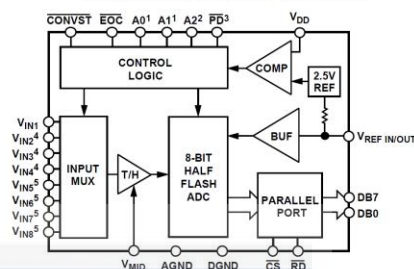 CONVST EOC A0¹ A1¹ A2² PD³ VDD
CONTROL LOGIC
COMP
2.5V REF
VIN1
VIN2⁴
VIN3⁴
VIN4⁴
VIN5⁵
VIN6⁵
VIN7⁵
VIN8⁵
INPUT MUX
T/H
8-BIT HALF FLASH ADC
BUF
VREF IN/OUT
PARALLEL PORT
DB7
DB0
VMID AGND DGND CS RD